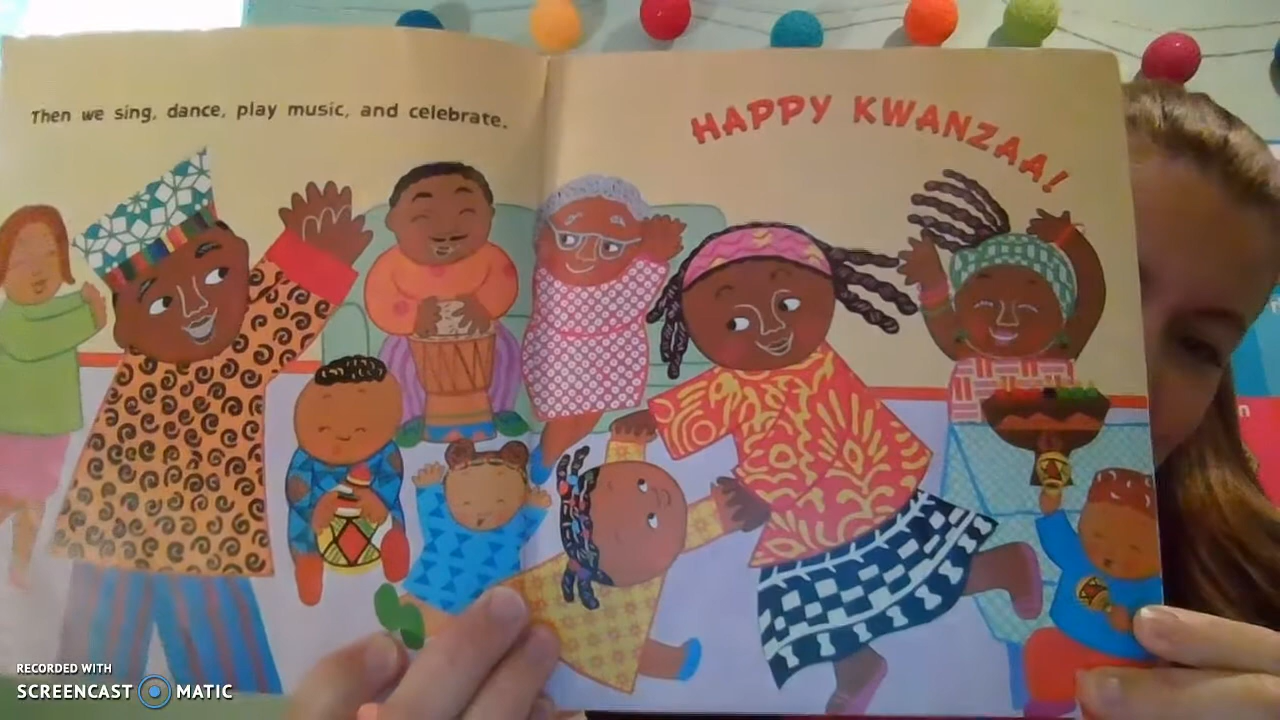 Then we sing, dance, play music, and celebrate.
HAPPY KWANZAA!
RECORDED WITH
SCREENCAST MATIC